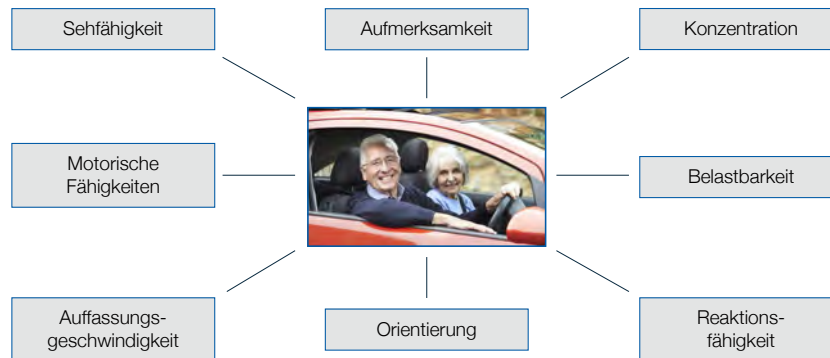 Sehfähigkeit
Aufmerksamkeit
Konzentration
Motorische
Fähigkeiten
Belastbarkeit
Auffassungs-
geschwindigkeit
Orientierung
Reaktions-
fähigkeit